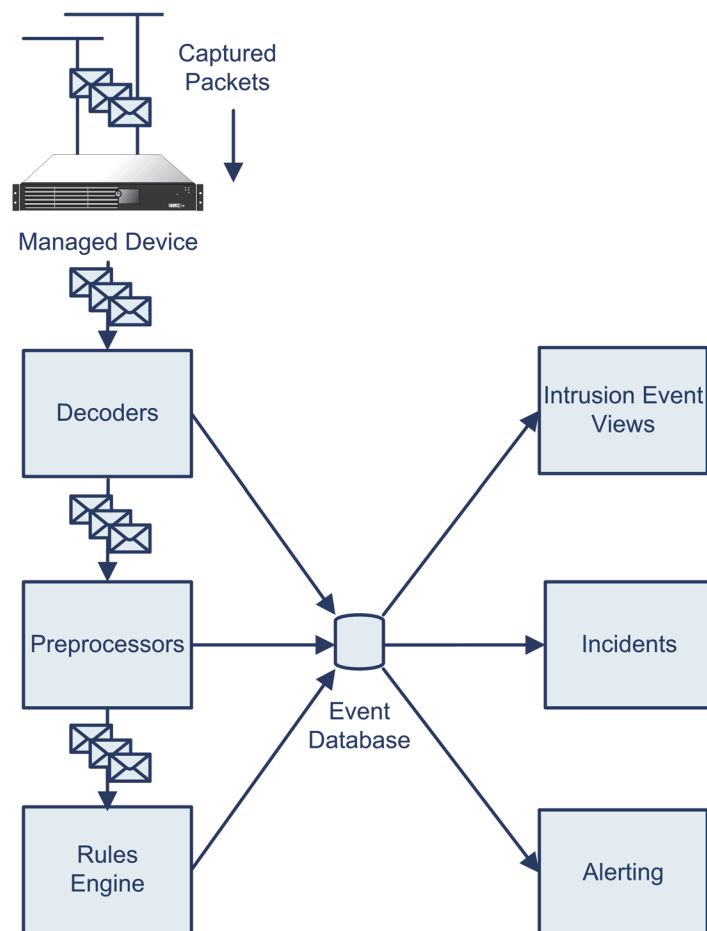 Captured
Packets
Managed Device
Decoders
Intrusion Event
Views
Preprocessors
Incidents
Event
Database
Rules
Engine
Alerting